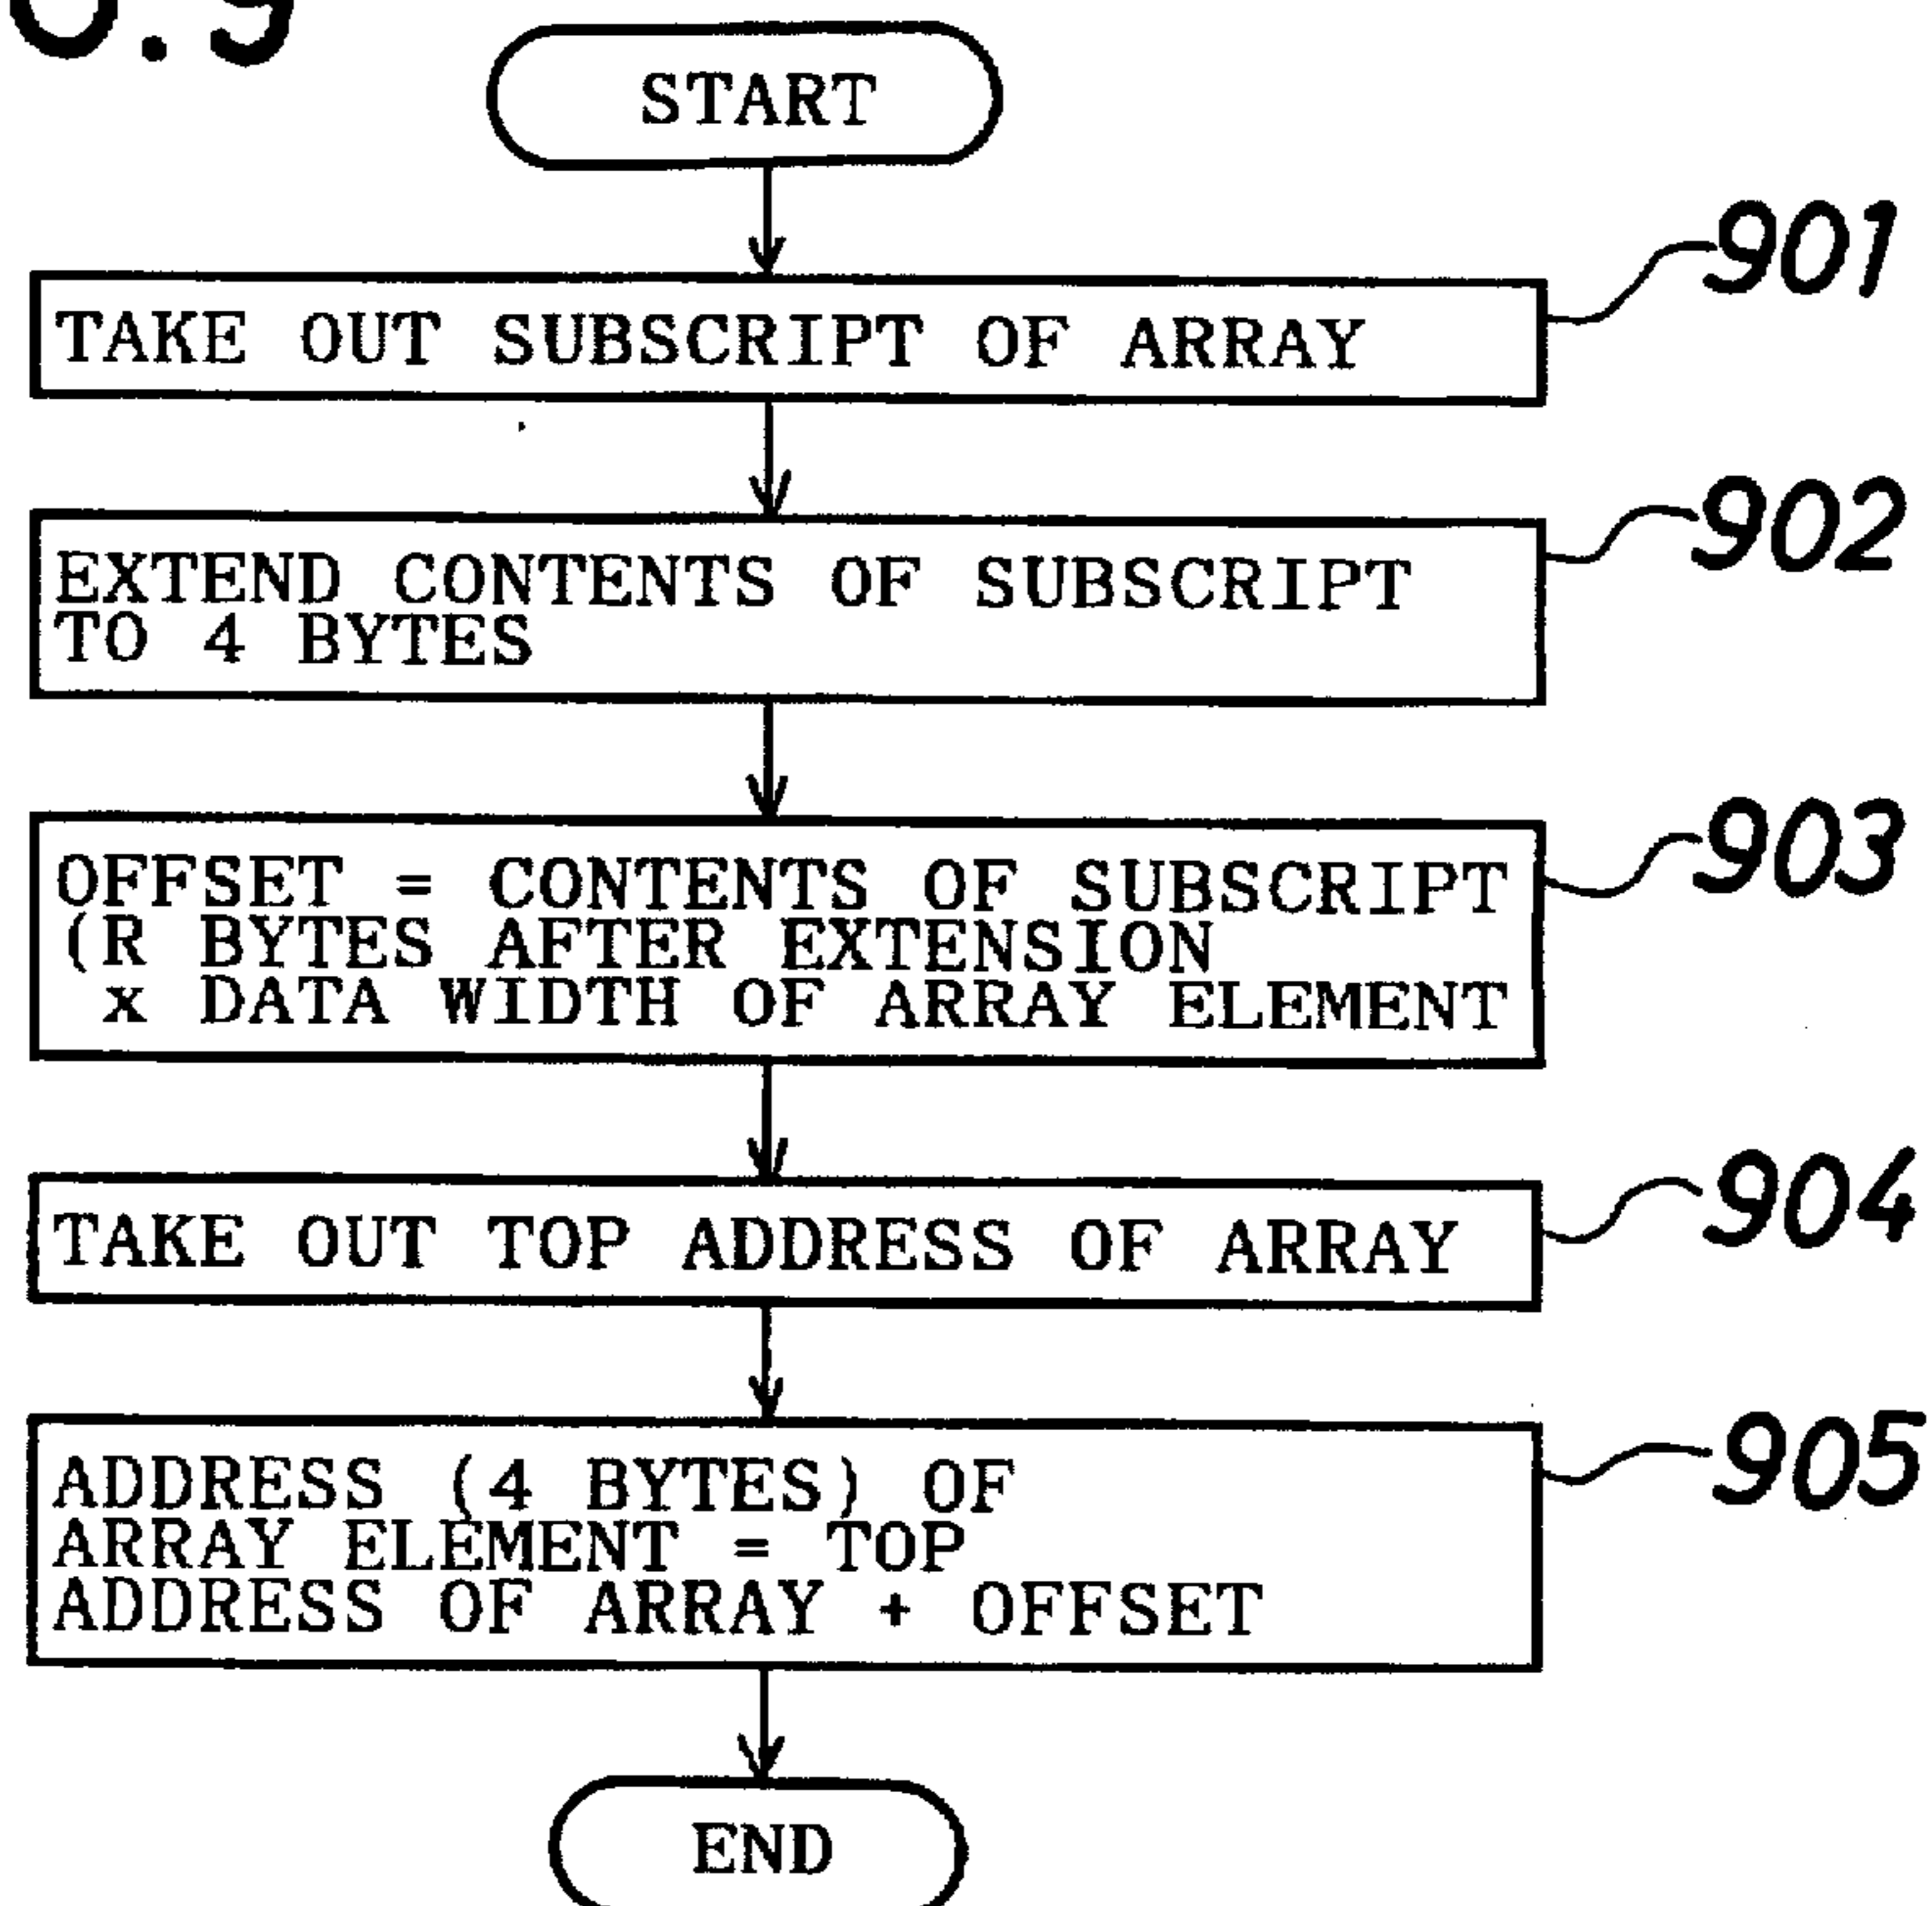 START
901
TAKE OUT SUBSCRIPT OF ARRAY
902
EXTEND CONTENTS OF SUBSCRIPT
TO 4 BYTES
903
OFFSET = CONTENTS OF SUBSCRIPT
(R BYTES AFTER EXTENSION
x DATA WIDTH OF ARRAY ELEMENT
904
TAKE OUT TOP ADDRESS OF ARRAY
905
ADDRESS (4 BYTES) OF
ARRAY ELEMENT = TOP
ADDRESS OF ARRAY + OFFSET
END